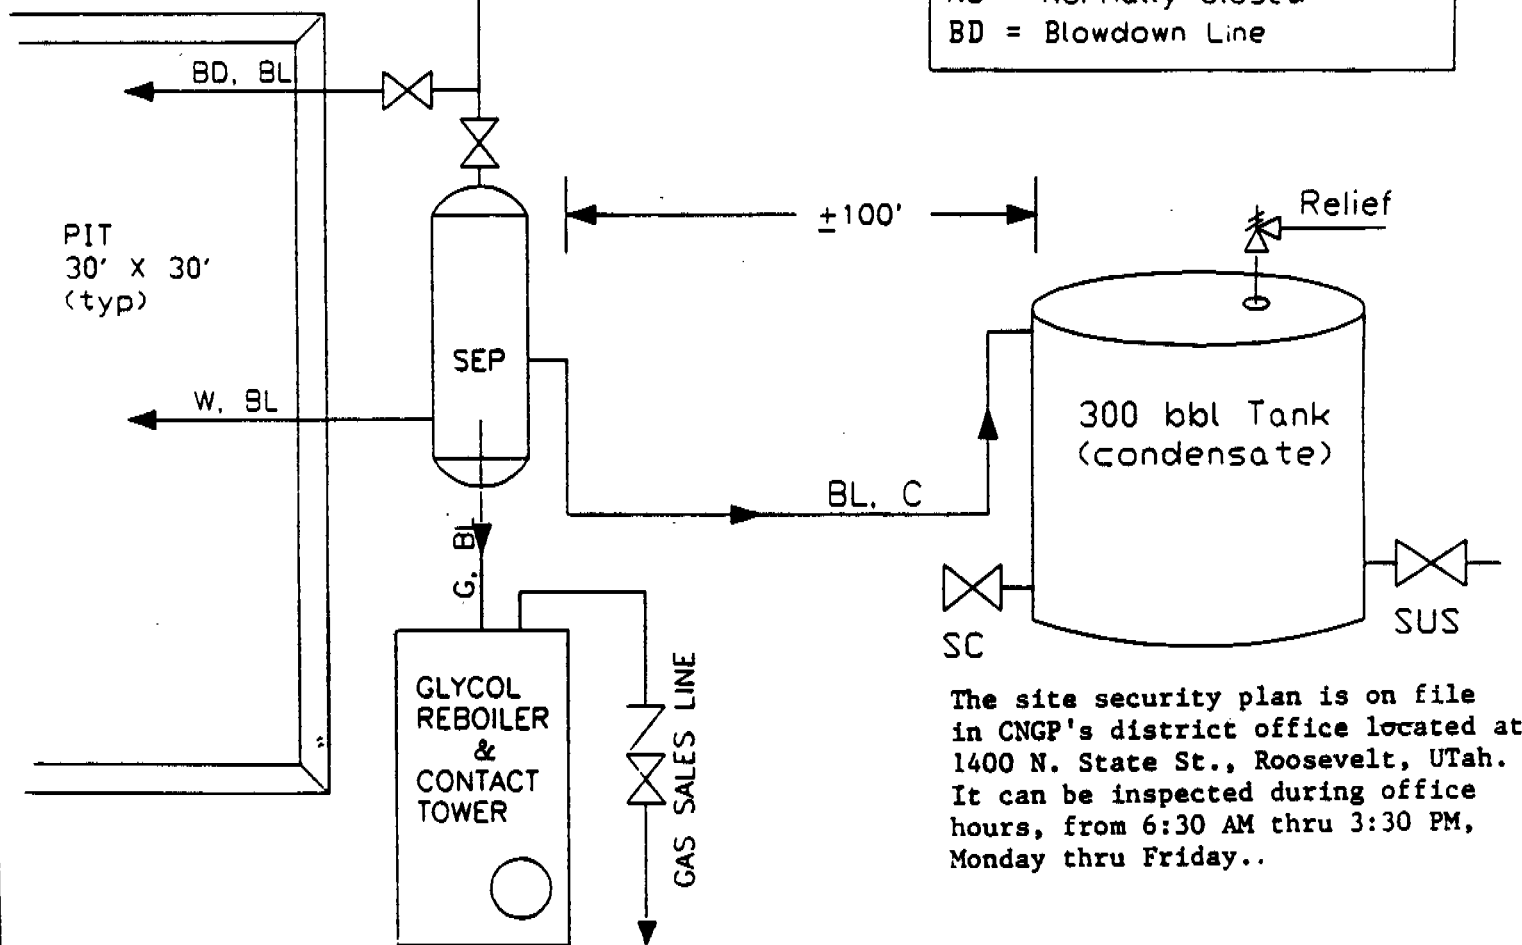 BD = Blowdown Line
BD, BL
PIT
30' X 30'
(typ)
±100'
Relief
SEP
W, BL
300 bbl Tank
(condensate)
BL, C
G, BL
SC
SUS
GLYCOL
REBOILER
&
CONTACT
TOWER
GAS SALES LINE
The site security plan is on file
in CNGP's district office located at
1400 N. State St., Roosevelt, UTah.
It can be inspected during office
hours, from 6:30 AM thru 3:30 PM,
Monday thru Friday..